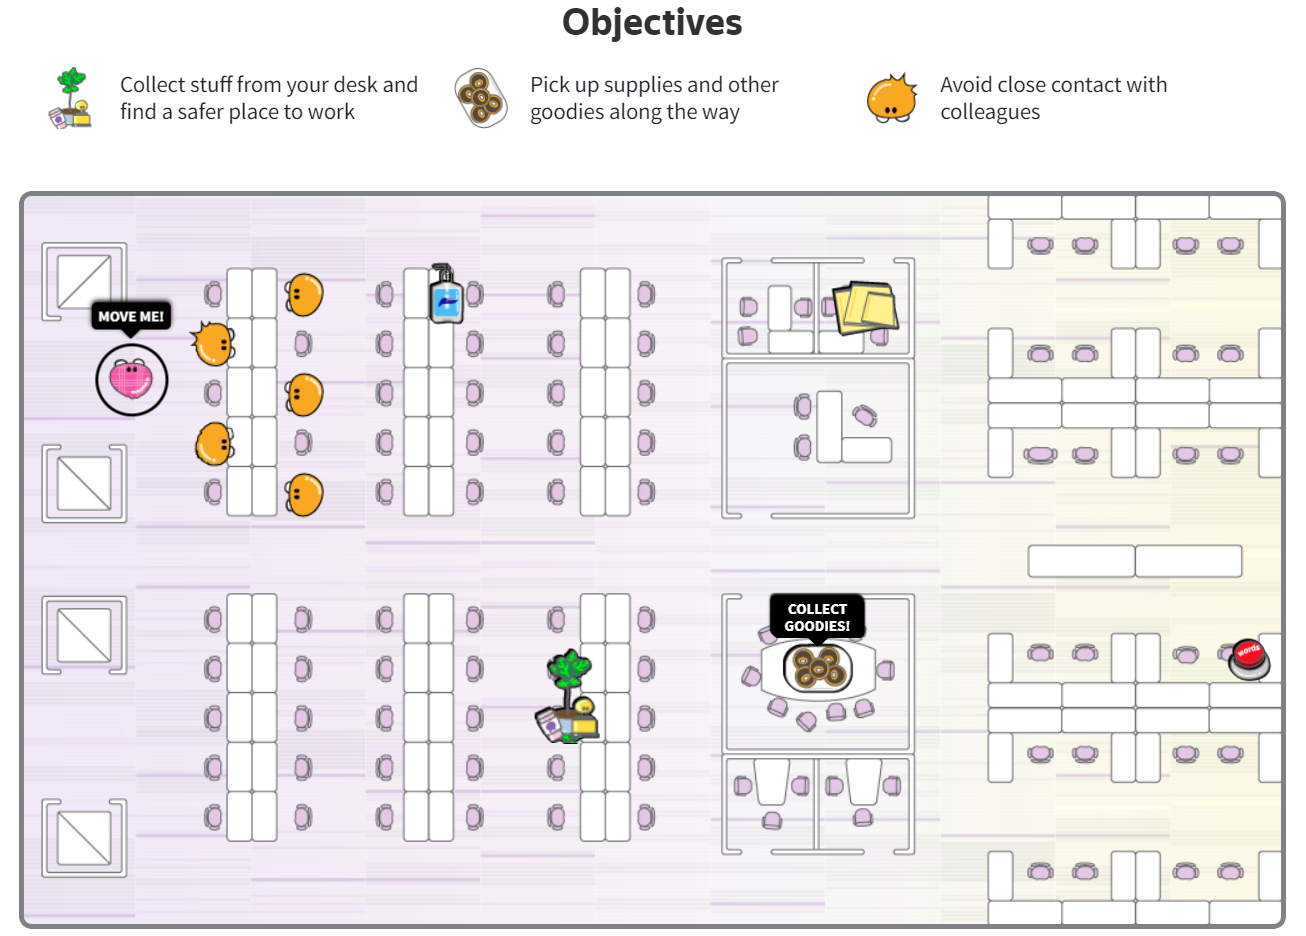 Objectives
Collect stuff from your desk and
find a safer place to work
Pick up supplies and other
goodies along the way
Avoid close contact with
colleagues
MOVE ME!
COLLECT
GOODIES!
words